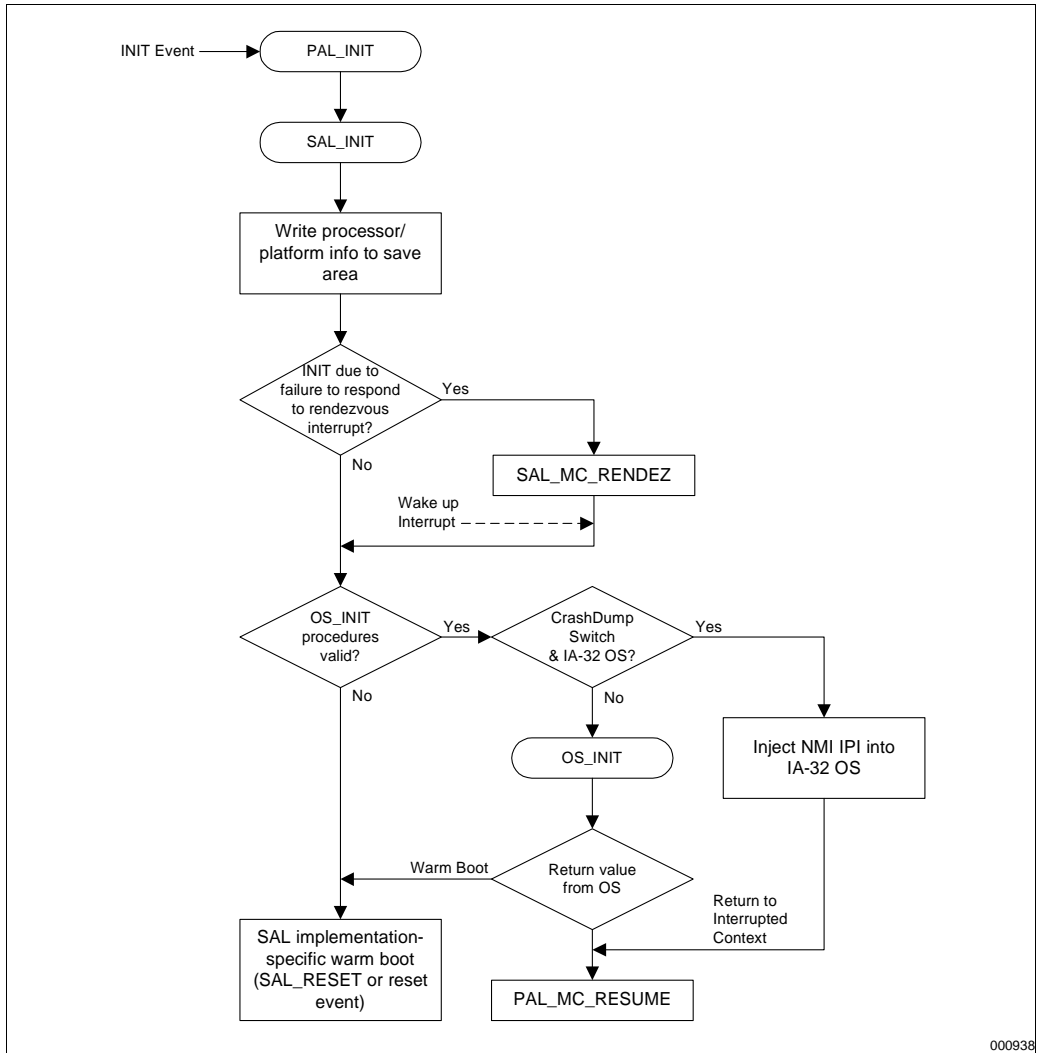 INIT Event
PAL_INIT
SAL_INIT
Write processor/
platform info to save
area
INIT due to
failure to respond
to rendezvous
interrupt?
Yes
No
SAL_MC_RENDEZ
Wake up
Interrupt
OS_INIT
procedures
valid?
Yes
No
CrashDump
Switch
& IA-32 OS?
Yes
No
Inject NMI IPI into
IA-32 OS
OS_INIT
Return value
from OS
Warm Boot
Return to
Interrupted
Context
SAL implementation-
specific warm boot
(SAL_RESET or reset
event)
PAL_MC_RESUME
000938